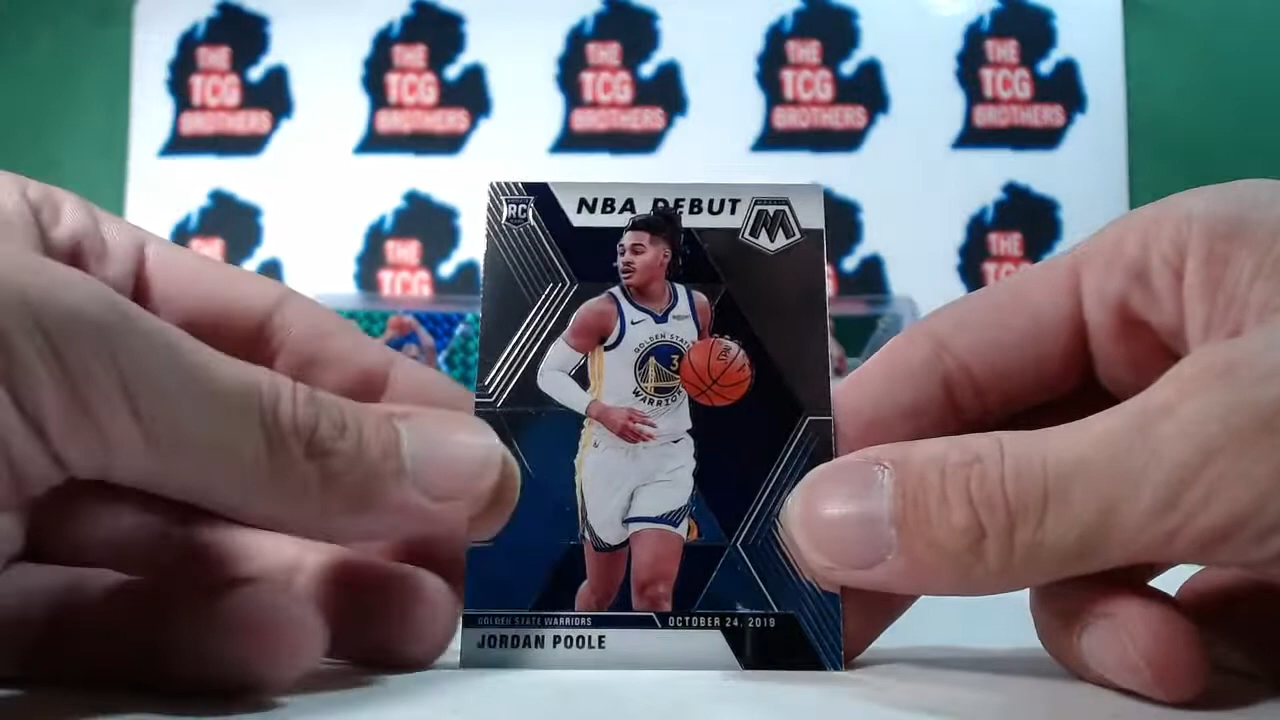 THE
TCG
BROTHERS
THE
TCG
BROTHERS
THE
TCG
BROTHERS
THE
TCG
BROTHERS
THE
TCG
BROTHERS
THE
THE
TCG
THE
RC
NBA DEBUT
MOSAIC
GOLDEN STATE
3
WARRIORS
GOLDEN STATE WARRIORS
OCTOBER 24, 2019
JORDAN POOLE